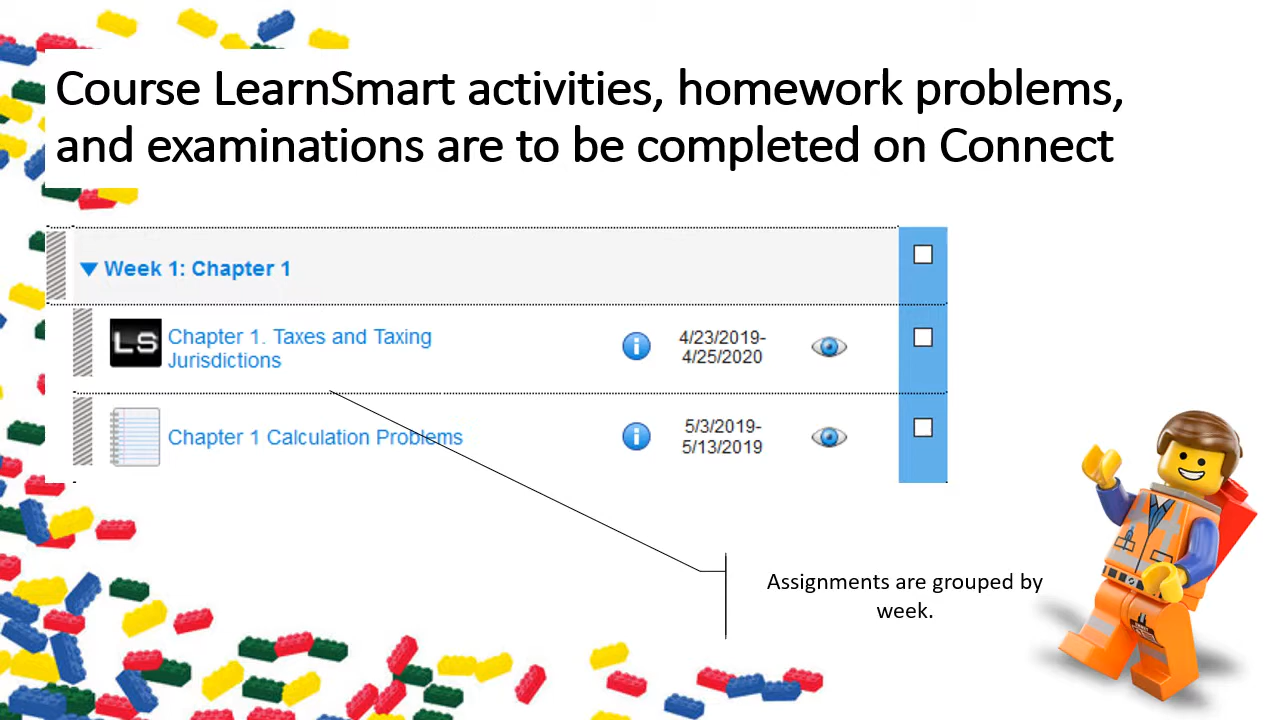 Course LearnSmart activities, homework problems,
and examinations are to be completed on Connect
Week 1: Chapter 1
LS
Chapter 1. Taxes and Taxing
Jurisdictions
i
4/23/2019-
4/25/2020
Chapter 1 Calculation Problems
i
5/3/2019-
5/13/2019
Assignments are grouped by
week.